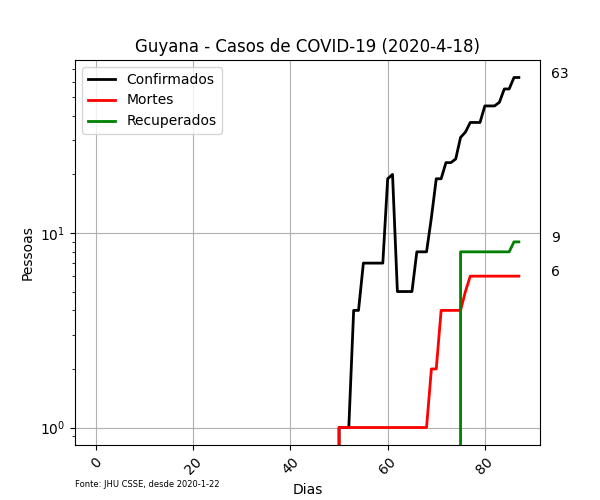 Guyana - Casos de COVID-19 (2020-4-18)
Confirmados
Mortes
Recuperados
63
9
6
10¹
10⁰
Pessoas
0
20
40
60
80
Dias
Fonte: JHU CSSE, desde 2020-1-22